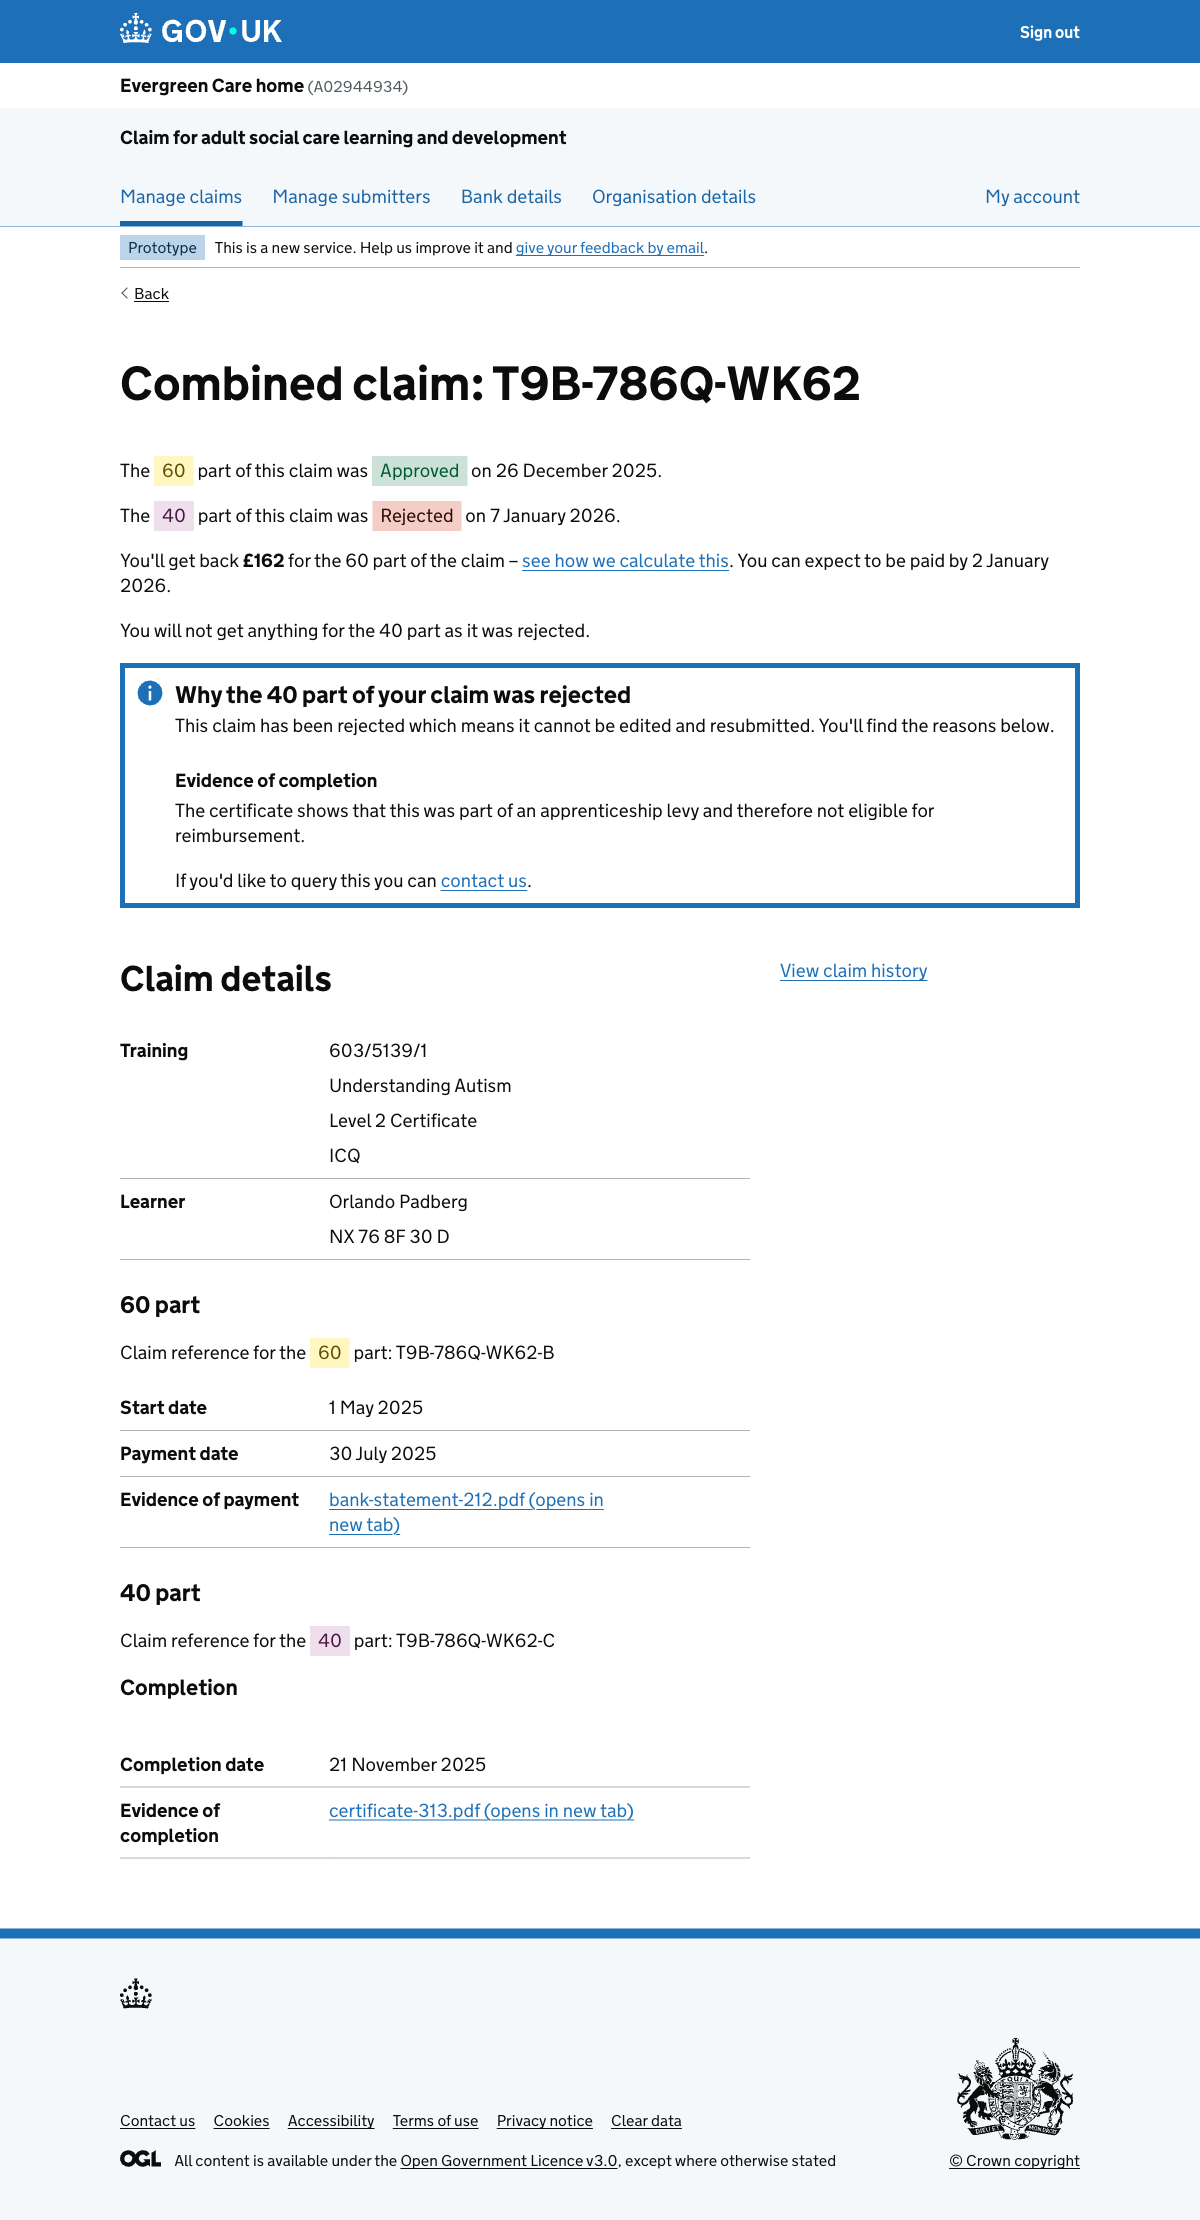 GOV·UK
Sign out
Evergreen Care home (A02944934)
Claim for adult social care learning and development
Manage claims Manage submitters Bank details Organisation details My account
Prototype This is a new service. Help us improve it and give your feedback by email.
Back
Combined claim: T9B-786Q-WK62
The 60 part of this claim was Approved on 26 December 2025.
The 40 part of this claim was Rejected on 7 January 2026.
You'll get back £162 for the 60 part of the claim – see how we calculate this. You can expect to be paid by 2 January
2026.
You will not get anything for the 40 part as it was rejected.
Why the 40 part of your claim was rejected
This claim has been rejected which means it cannot be edited and resubmitted. You'll find the reasons below.
Evidence of completion
The certificate shows that this was part of an apprenticeship levy and therefore not eligible for
reimbursement.
If you'd like to query this you can contact us.
Claim details
View claim history
Training 603/5139/1
Understanding Autism
Level 2 Certificate
ICQ
Learner Orlando Padberg
NX 76 8F 30 D
60 part
Claim reference for the 60 part: T9B-786Q-WK62-B
Start date 1 May 2025
Payment date 30 July 2025
Evidence of payment bank-statement-212.pdf (opens in
new tab)
40 part
Claim reference for the 40 part: T9B-786Q-WK62-C
Completion
Completion date 21 November 2025
Evidence of certificate-313.pdf (opens in new tab)
completion
Contact us Cookies Accessibility Terms of use Privacy notice Clear data
OGL All content is available under the Open Government Licence v3.0, except where otherwise stated
© Crown copyright